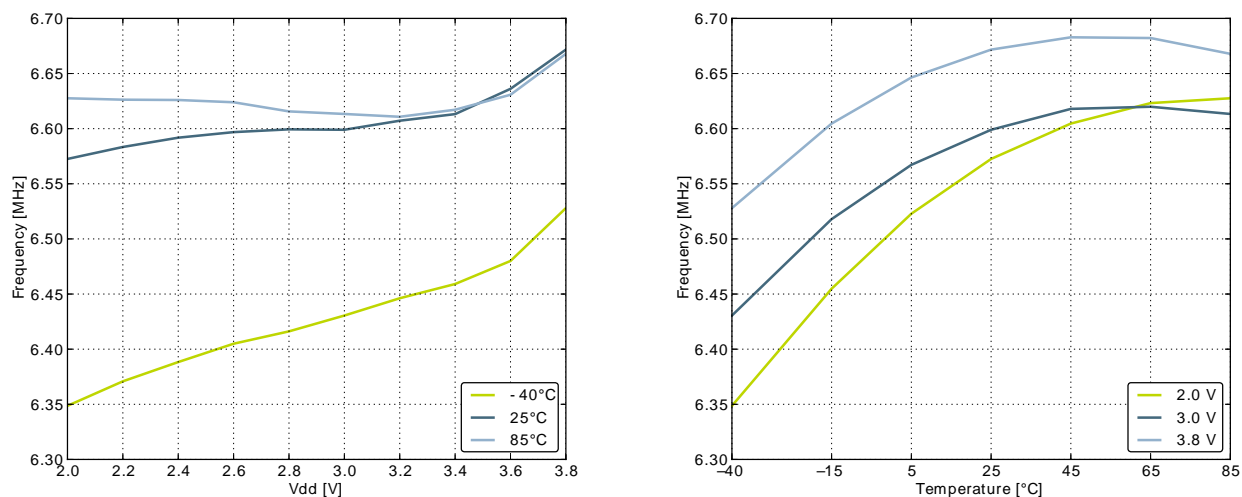 6.70
6.65
6.60
6.55
6.50
6.45
6.40
6.35
6.30
Frequency [MHz]
2.0 2.2 2.4 2.6 2.8 3.0 3.2 3.4 3.6 3.8
Vdd [V]
- 40°C
25°C
85°C
6.70
6.65
6.60
6.55
6.50
6.45
6.40
6.35
6.30
Frequency [MHz]
–40 –15 5 25 45 65 85
Temperature [°C]
2.0 V
3.0 V
3.8 V